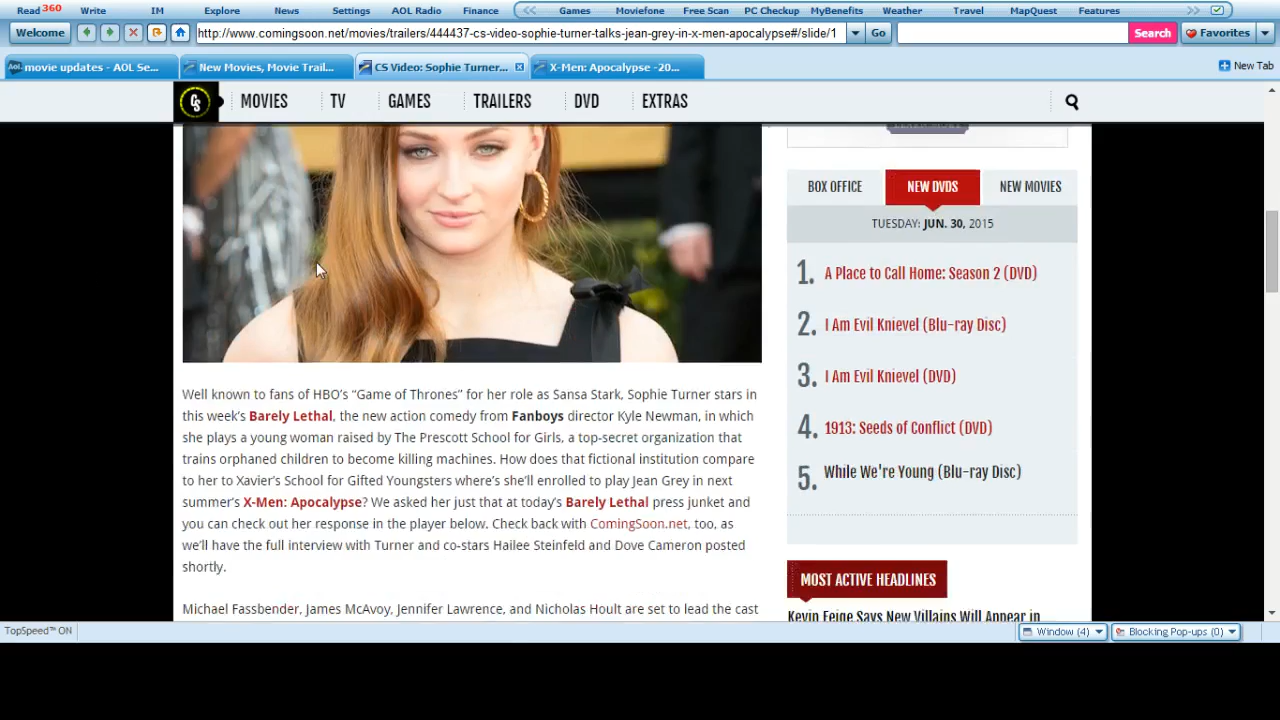 Read 360 Write IM Explore News Settings AOL Radio Finance Games Moviefone Free Scan PC Checkup MyBenefits Weather Travel MapQuest Features
Welcome http://www.comingsoon.net/movies/trailers/444437-cs-video-sophie-turner-talks-jean-grey-in-x-men-apocalypse#/slide/1 Go Search Favorites
movie updates - AOL Se... New Movies, Movie Trail... CS Video: Sophie Turner... X-Men: Apocalypse -20... New Tab
CS MOVIES TV GAMES TRAILERS DVD EXTRAS
BOX OFFICE NEW DVDS NEW MOVIES
TUESDAY: JUN. 30, 2015
1. A Place to Call Home: Season 2 (DVD)
2. I Am Evil Knievel (Blu-ray Disc)
3. I Am Evil Knievel (DVD)
4. 1913: Seeds of Conflict (DVD)
5. While We're Young (Blu-ray Disc)
MOST ACTIVE HEADLINES
Kevin Feige Says New Villains Will Appear in
Well known to fans of HBO's “Game of Thrones” for her role as Sansa Stark, Sophie Turner stars in
this week's Barely Lethal, the new action comedy from Fanboys director Kyle Newman, in which
she plays a young woman raised by The Prescott School for Girls, a top-secret organization that
trains orphaned children to become killing machines. How does that fictional institution compare
to her to Xavier's School for Gifted Youngsters where's she'll enrolled to play Jean Grey in next
summer's X-Men: Apocalypse? We asked her just that at today's Barely Lethal press junket and
you can check out her response in the player below. Check back with ComingSoon.net, too, as
we'll have the full interview with Turner and co-stars Hailee Steinfeld and Dove Cameron posted
shortly.
Michael Fassbender, James McAvoy, Jennifer Lawrence, and Nicholas Hoult are set to lead the cast
TopSpeed™ ON Window (4) Blocking Pop-ups (0)